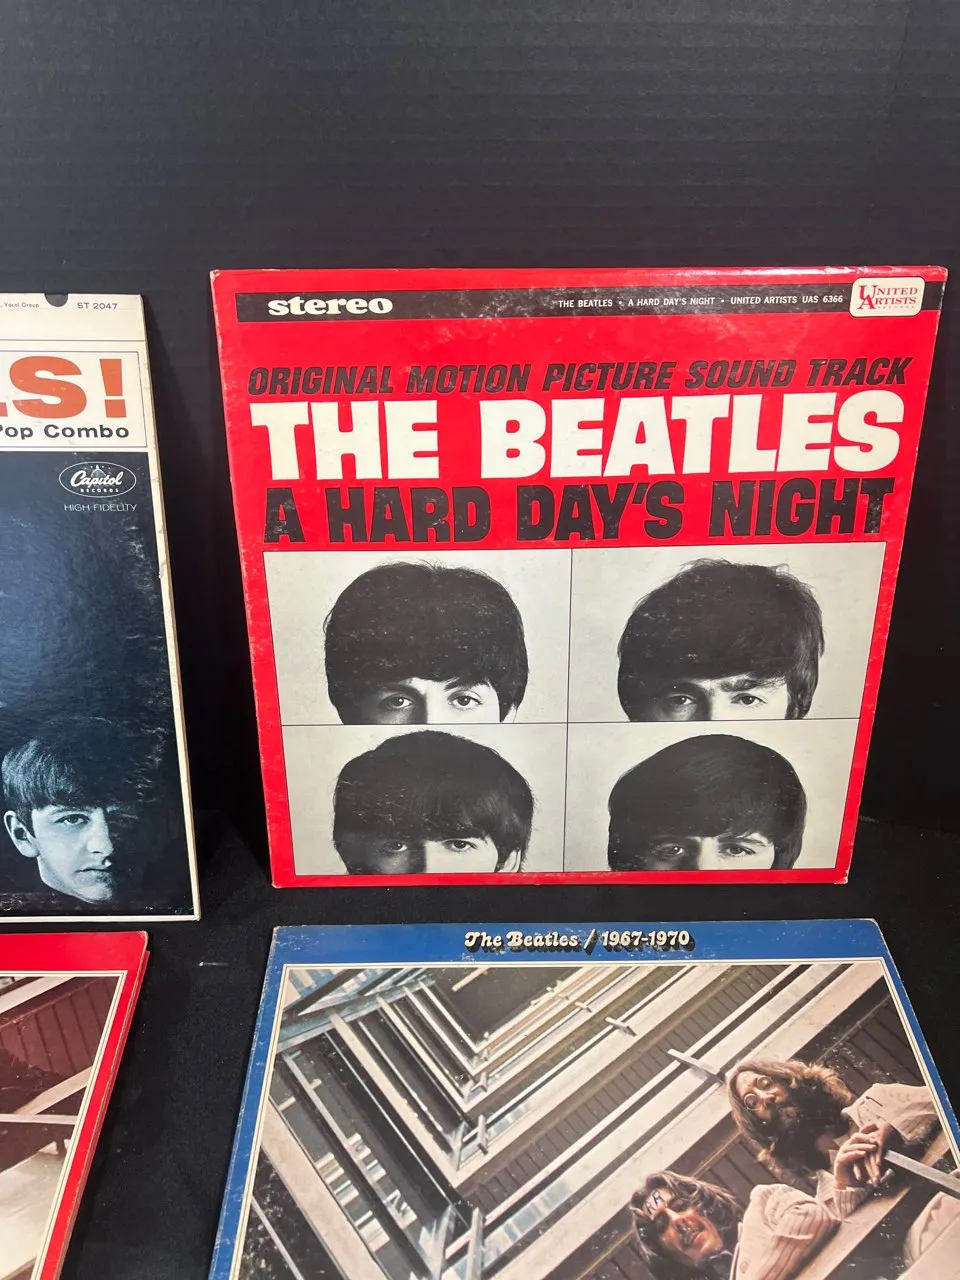 , Vocal Group ST 2047
LS!
Pop Combo
Capitol
RECORDS
HIGH FIDELITY
stereo
THE BEATLES • A HARD DAY'S NIGHT • UNITED ARTISTS UAS 6366
UNITED
ARTISTS
RECORDS
ORIGINAL MOTION PICTURE SOUND TRACK
THE BEATLES
A HARD DAY'S NIGHT
The Beatles / 1967-1970